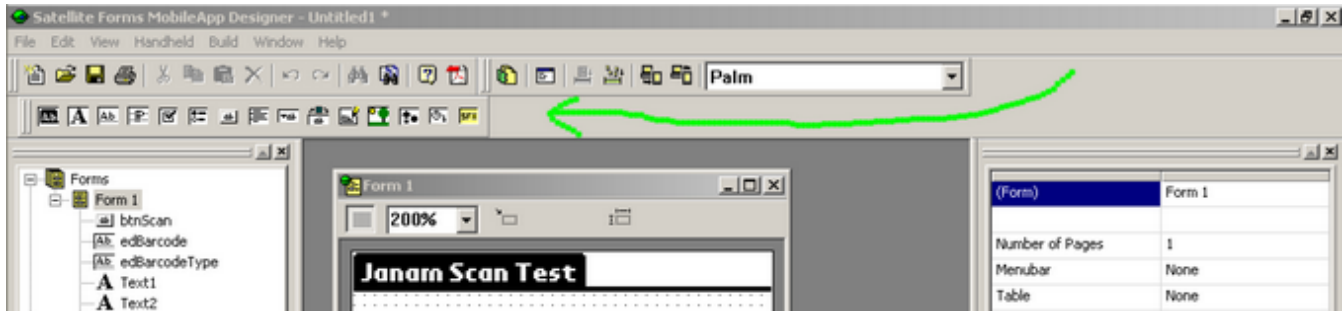 Satellite Forms MobileApp Designer - Untitled1 *
File Edit View Handheld Build Window Help
Palm
Forms
Form 1
btnScan
edBarcode
edBarcodeType
Text1
Text2
Form 1
200%
Janam Scan Test
(Form) Form 1
Number of Pages 1
Menubar None
Table None